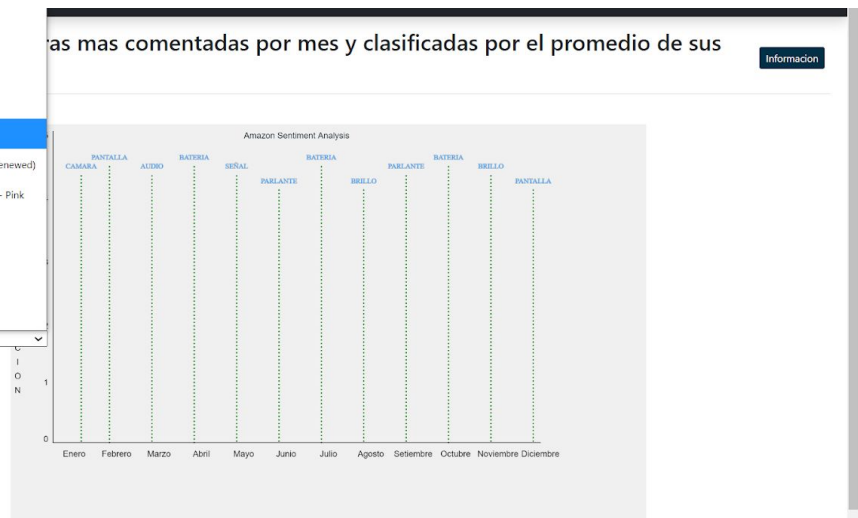 ras mas comentadas por mes y clasificadas por el promedio de sus
Informacion
enewed)
- Pink
Amazon Sentiment Analysis
PANTALLA BATERIA BATERIA BATERIA
CAMARA AUDIO SEÑAL PARLANTE BRILLO
PARLANTE BRILLO PANTALLA
C
I
O
N
1
0
Enero Febrero Marzo Abril Mayo Junio Julio Agosto Setiembre Octubre Noviembre Diciembre